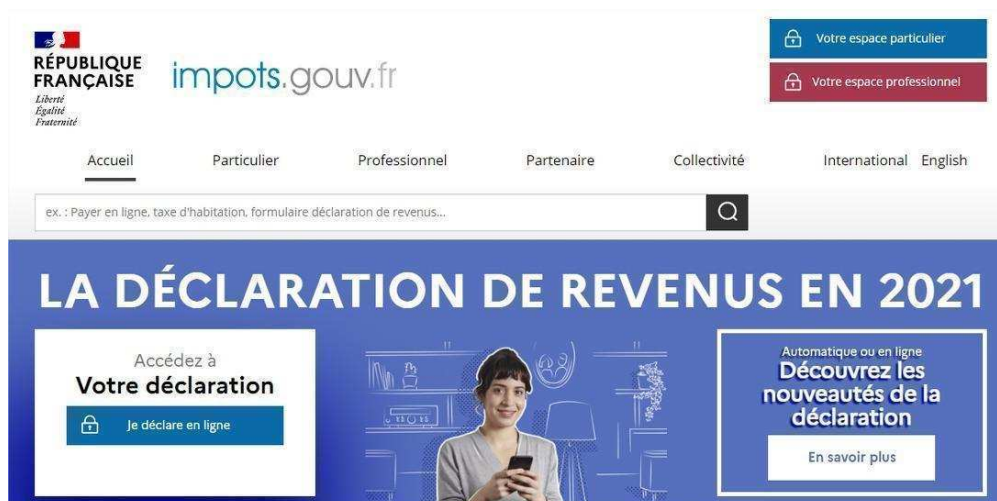 RÉPUBLIQUE
FRANÇAISE
Liberté
Égalité
Fraternité
impots.gouv.fr
Votre espace particulier
Votre espace professionnel
Accueil Particulier Professionnel Partenaire Collectivité International English
ex. : Payer en ligne, taxe d'habitation, formulaire déclaration de revenus...
LA DÉCLARATION DE REVENUS EN 2021
Accédez à
Votre déclaration
Je déclare en ligne
Automatique ou en ligne
Découvrez les
nouveautés de la
déclaration
En savoir plus